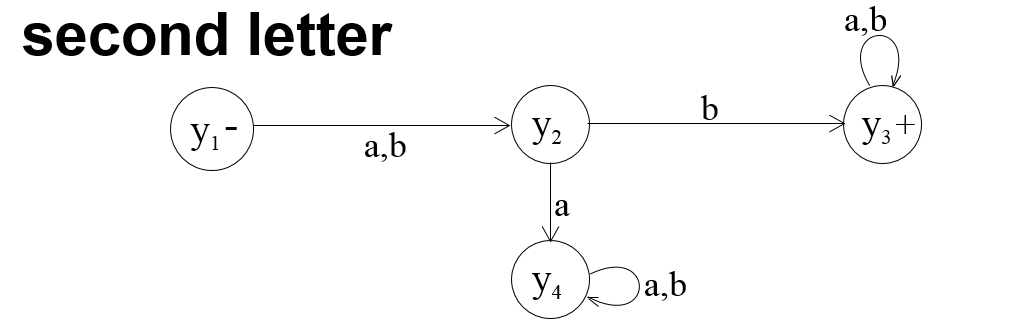 second letter
a,b
y₁-
a,b
y₂
b
y₃+
a
y₄
a,b